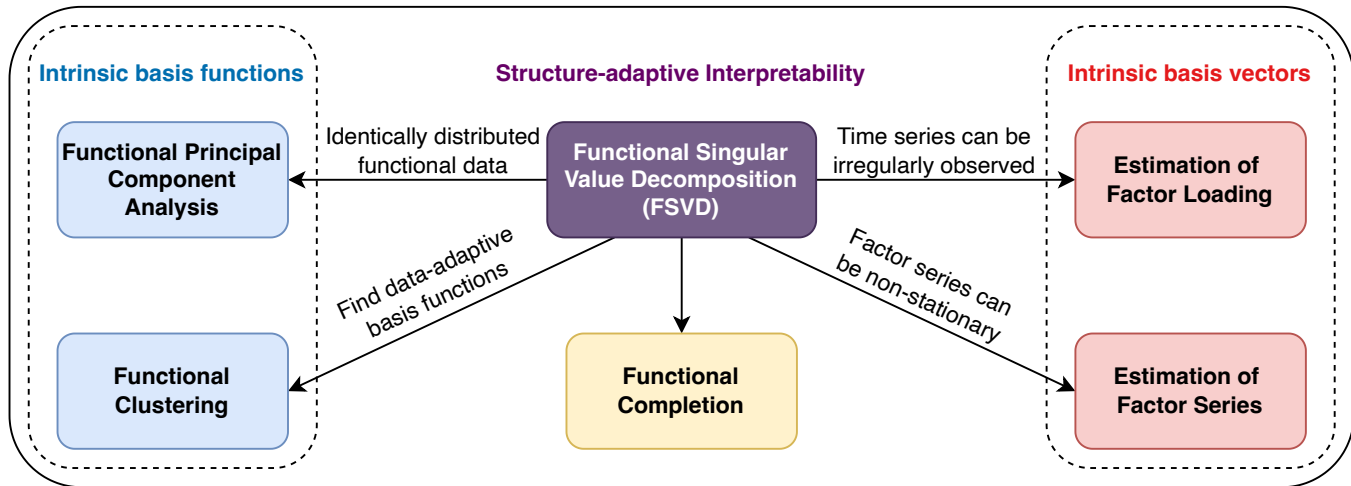 Intrinsic basis functions
Structure-adaptive Interpretability
Intrinsic basis vectors
Functional Principal
Component
Analysis
Identically distributed
functional data
Functional Singular
Value Decomposition
(FSVD)
Time series can be
irregularly observed
Estimation of
Factor Loading
Find data-adaptive
basis functions
Factor series can
be non-stationary
Functional
Clustering
Functional
Completion
Estimation of
Factor Series